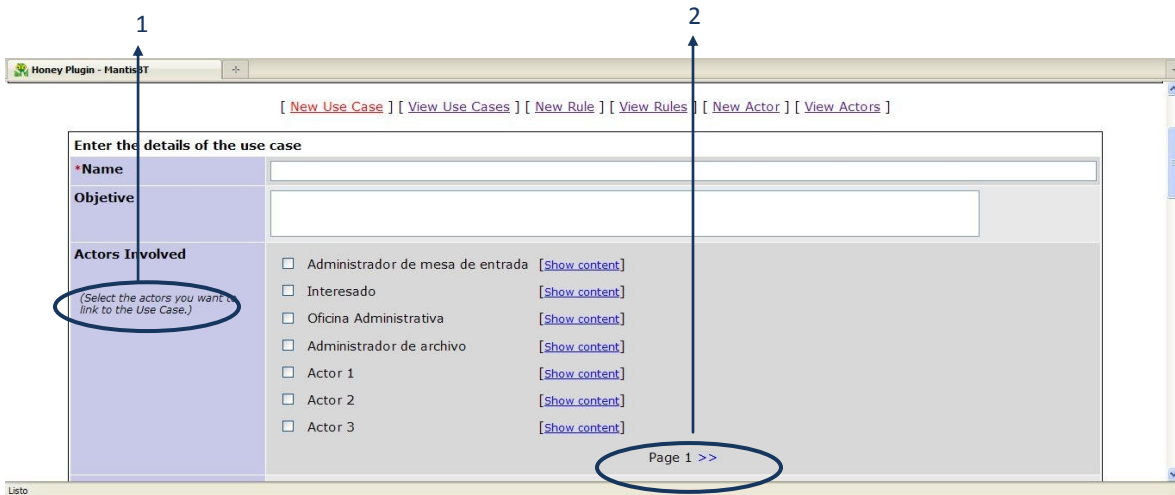 1
2
Honey Plugin - MantisBT
[ New Use Case ] [ View Use Cases ] [ New Rule ] [ View Rules ] [ New Actor ] [ View Actors ]
Enter the details of the use case
*Name
Objetive
Actors Involved
(Select the actors you want to
link to the Use Case.)
Administrador de mesa de entrada [Show content]
Interesado [Show content]
Oficina Administrativa [Show content]
Administrador de archivo [Show content]
Actor 1 [Show content]
Actor 2 [Show content]
Actor 3 [Show content]
Page 1 >>
Listo